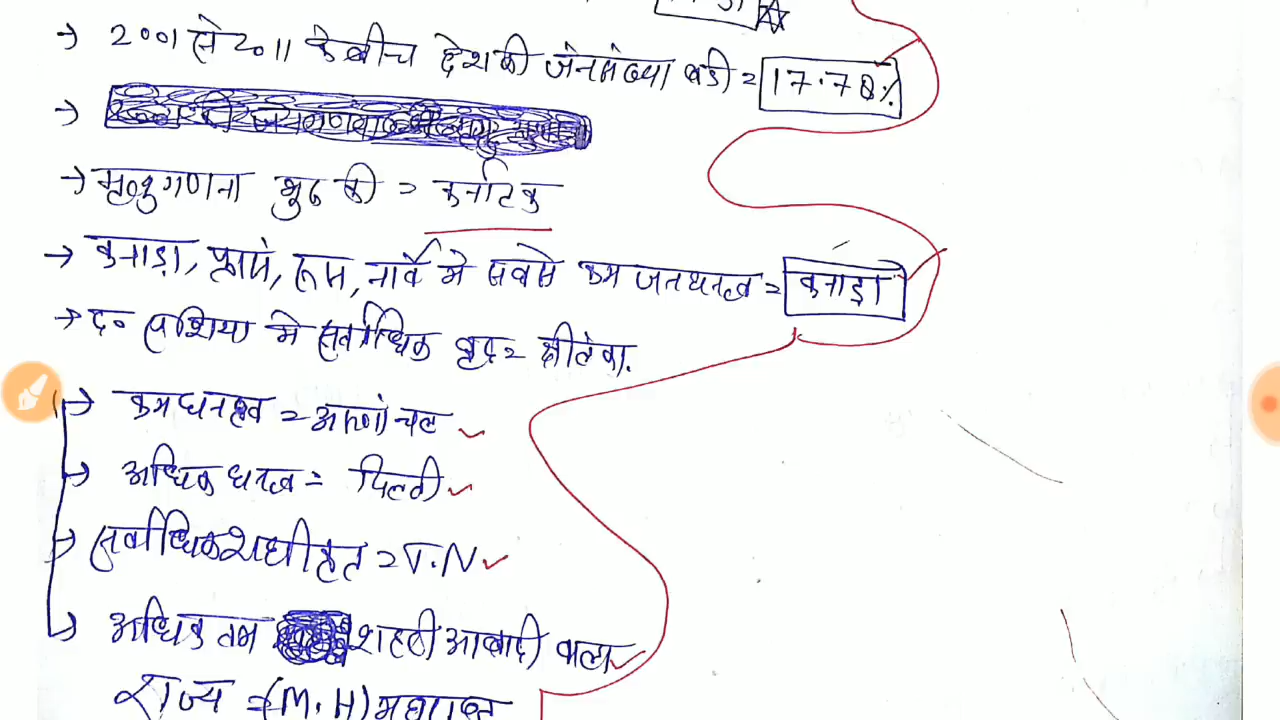 → 2001 से 2011 के बीच देश की जनसंख्या बढी = 17.78%
→
→ मृत्युगणना शुरू की = कर्नाटक
→ कनाडा, फ्रांस, रूस, नार्वे मे सबसे कम जनघनत्व = कनाडा
→ द० एशिया मे सर्वाधिक वृद्ध = श्रीलंका.
→ कम घनत्व = अरूणांचल
→ अधिक घनत्व = दिल्ली
→ सर्वाधिक शहरीकृत = T.N
→ अधिकतम शहरी आबादी वाला
राज्य = (M.H) महाराष्ट्र